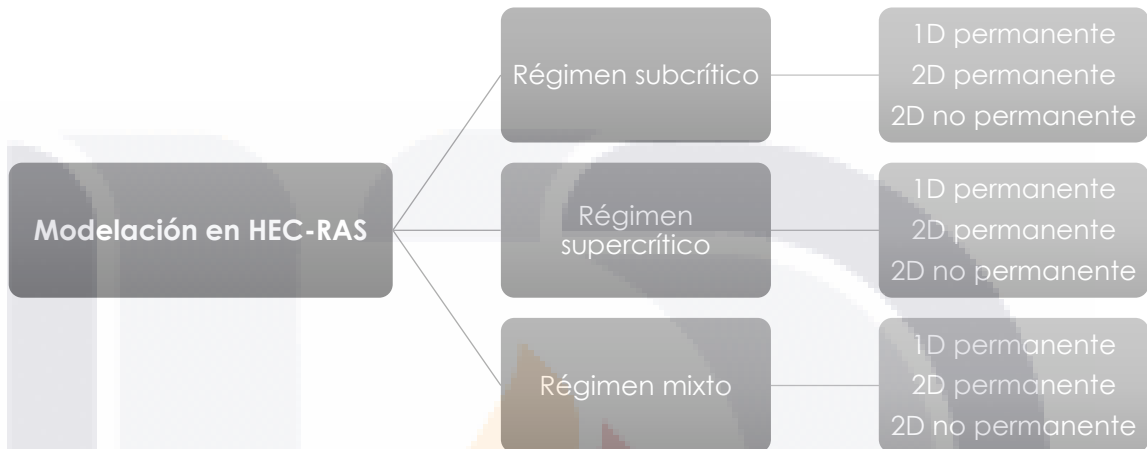 Modelación en HEC-RAS
Régimen subcrítico
1D permanente
2D permanente
2D no permanente
Régimen
supercrítico
1D permanente
2D permanente
2D no permanente
Régimen mixto
1D permanente
2D permanente
2D no permanente